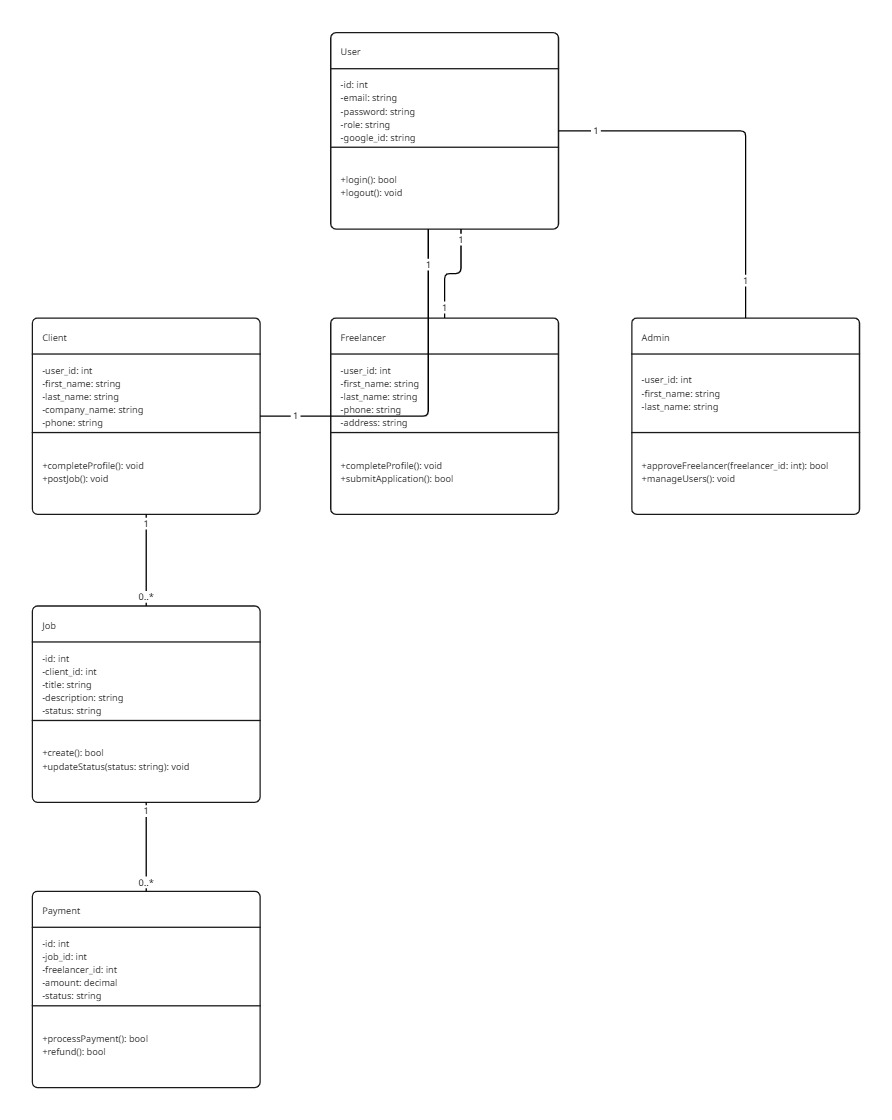 User
-id: int
-email: string
-password: string
-role: string
-google_id: string
+login(): bool
+logout(): void
1
1
1
1
1
1
Client
-user_id: int
-first_name: string
-last_name: string
-company_name: string
-phone: string
+completeProfile(): void
+postJob(): void
Freelancer
-user_id: int
-first_name: string
-last_name: string
-phone: string
-address: string
+completeProfile(): void
+submitApplication(): bool
Admin
-user_id: int
-first_name: string
-last_name: string
+approveFreelancer(freelancer_id: int): bool
+manageUsers(): void
1
0..*
Job
-id: int
-client_id: int
-title: string
-description: string
-status: string
+create(): bool
+updateStatus(status: string): void
1
0..*
Payment
-id: int
-job_id: int
-freelancer_id: int
-amount: decimal
-status: string
+processPayment(): bool
+refund(): bool